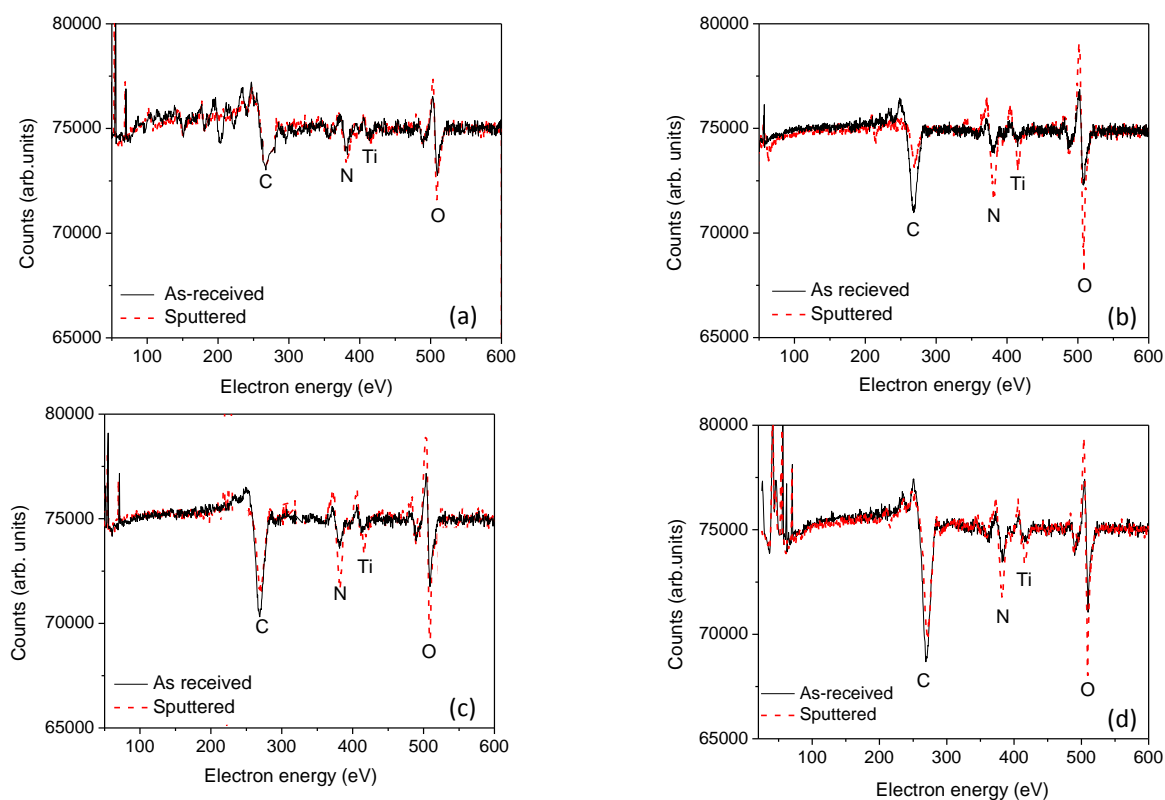 80000
75000
70000
65000
Counts (arb.units)
C
N
Ti
O
As-received
Sputtered
(a)
100 200 300 400 500 600
Electron energy (eV)
80000
75000
70000
65000
Counts (arb. units)
C
N
Ti
O
As recieved
Sputtered
(b)
100 200 300 400 500 600
Electron energy (eV)
80000
75000
70000
65000
Counts (arb. units)
C
N
Ti
O
As received
Sputtered
(c)
100 200 300 400 500 600
Electron energy (eV)
80000
75000
70000
65000
Counts (arb.units)
C
N
Ti
O
As-received
Sputtered
(d)
100 200 300 400 500 600
Electron energy (eV)